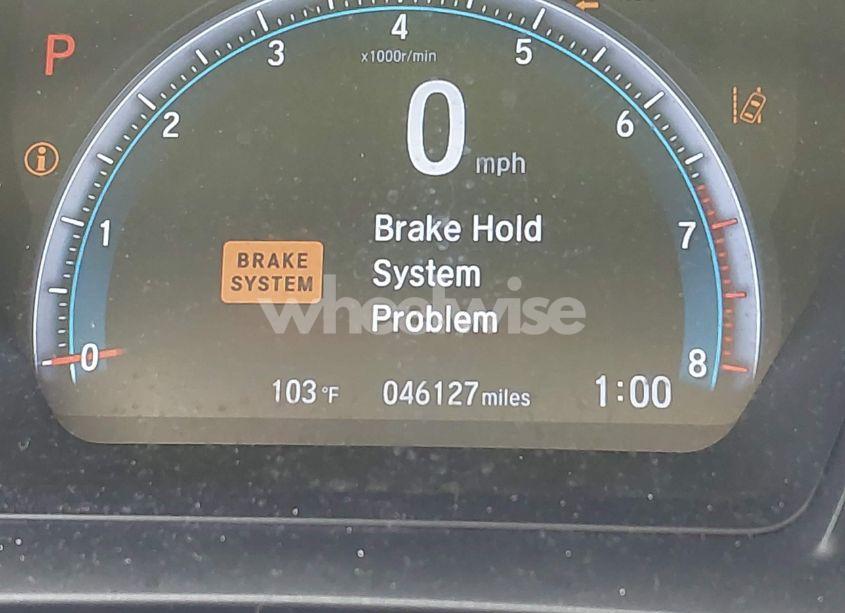 P
4
3
5
x1000r/min
2
6
0 mph
i
1
7
Brake Hold
System
Problem
BRAKE
SYSTEM
wheelwise
0
8
103°F
046127 miles
1:00